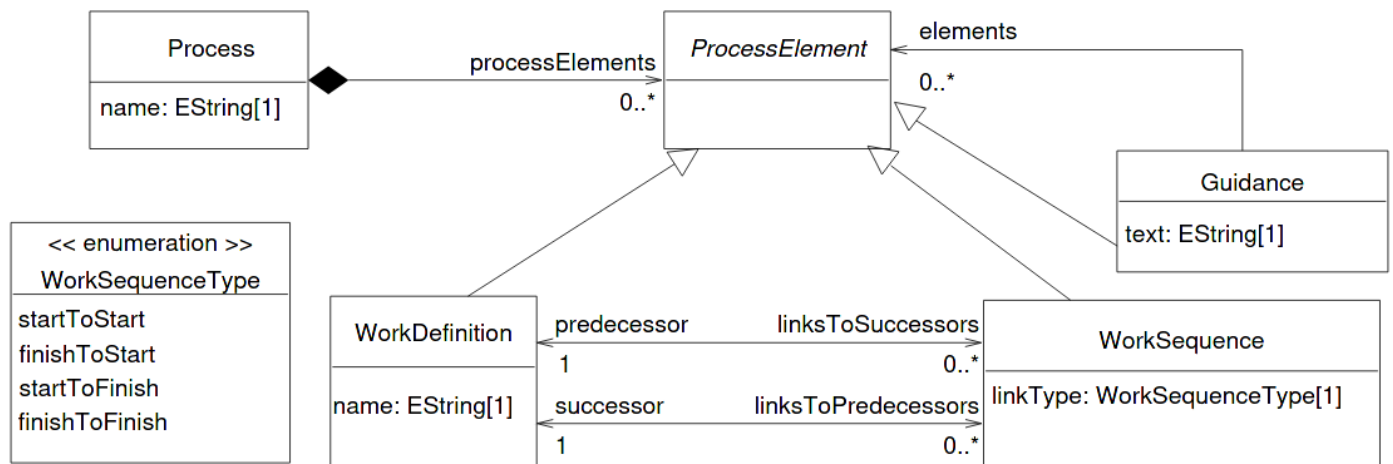 Process
name: EString[1]
processElements
0..*
ProcessElement
elements
0..*
Guidance
text: EString[1]
<< enumeration >>
WorkSequenceType
startToStart
finishToStart
startToFinish
finishToFinish
WorkDefinition
name: EString[1]
predecessor
1
linksToSuccessors
0..*
successor
1
linksToPredecessors
0..*
WorkSequence
linkType: WorkSequenceType[1]